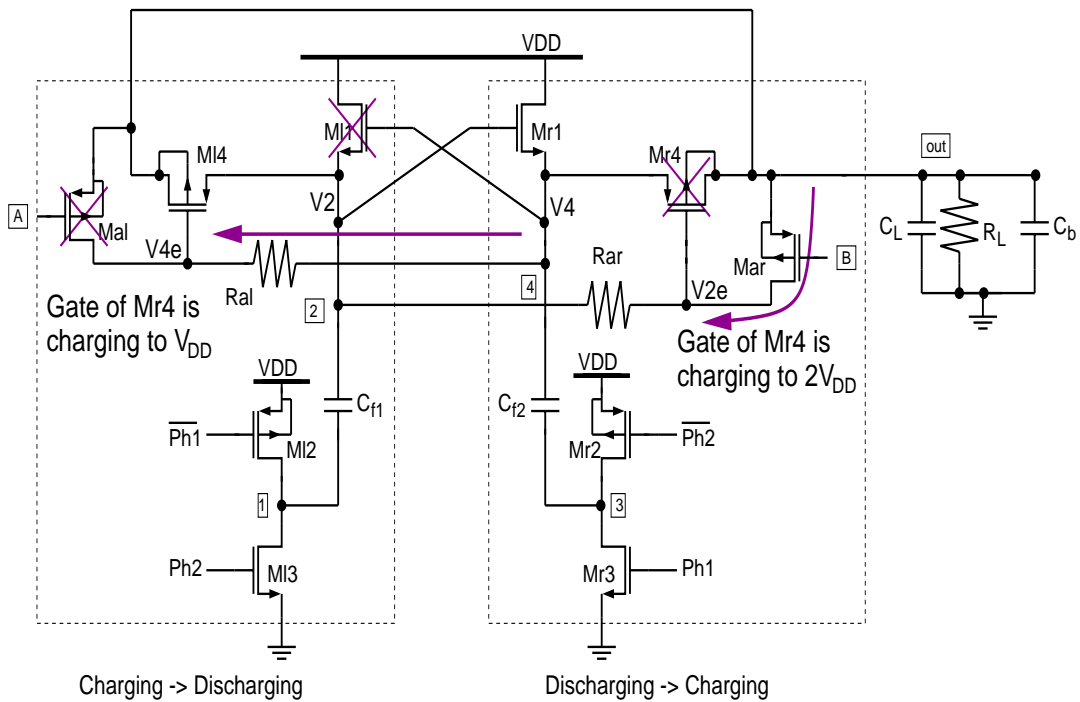 VDD
Ml1
Mr1
Ml4
Mr4
out
A
Mal
V2
V4
CL
RL
Cb
V4e
Rar
Mar
B
Ral
4
V2e
2
Gate of Mr4 is
charging to VDD
Gate of Mr4 is
charging to 2VDD
VDD
VDD
Cf1
Cf2
Ph1
Ml2
Mr2
Ph2
1
3
Ph2
Ml3
Mr3
Ph1
Charging -> Discharging
Discharging -> Charging